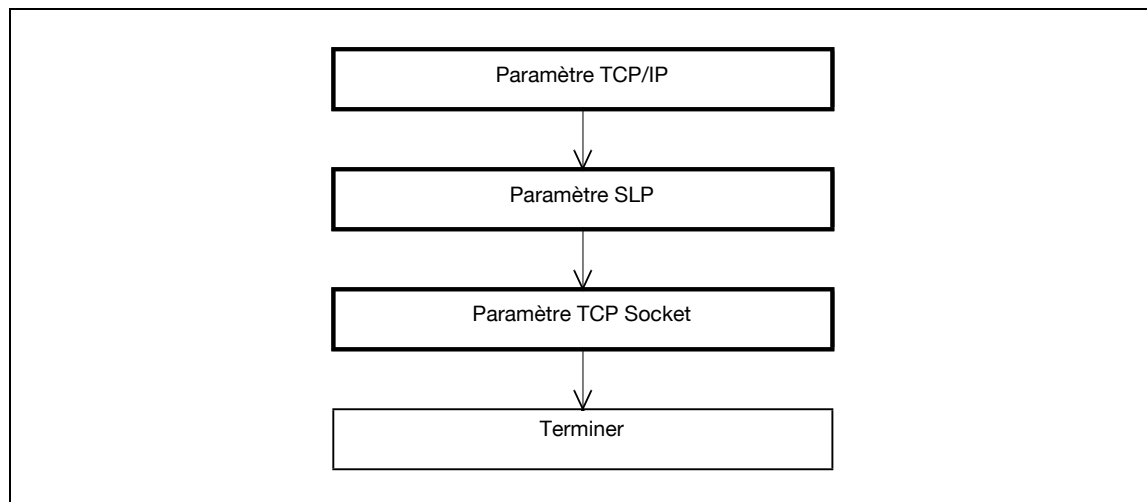 Paramètre TCP/IP
Paramètre SLP
Paramètre TCP Socket
Terminer